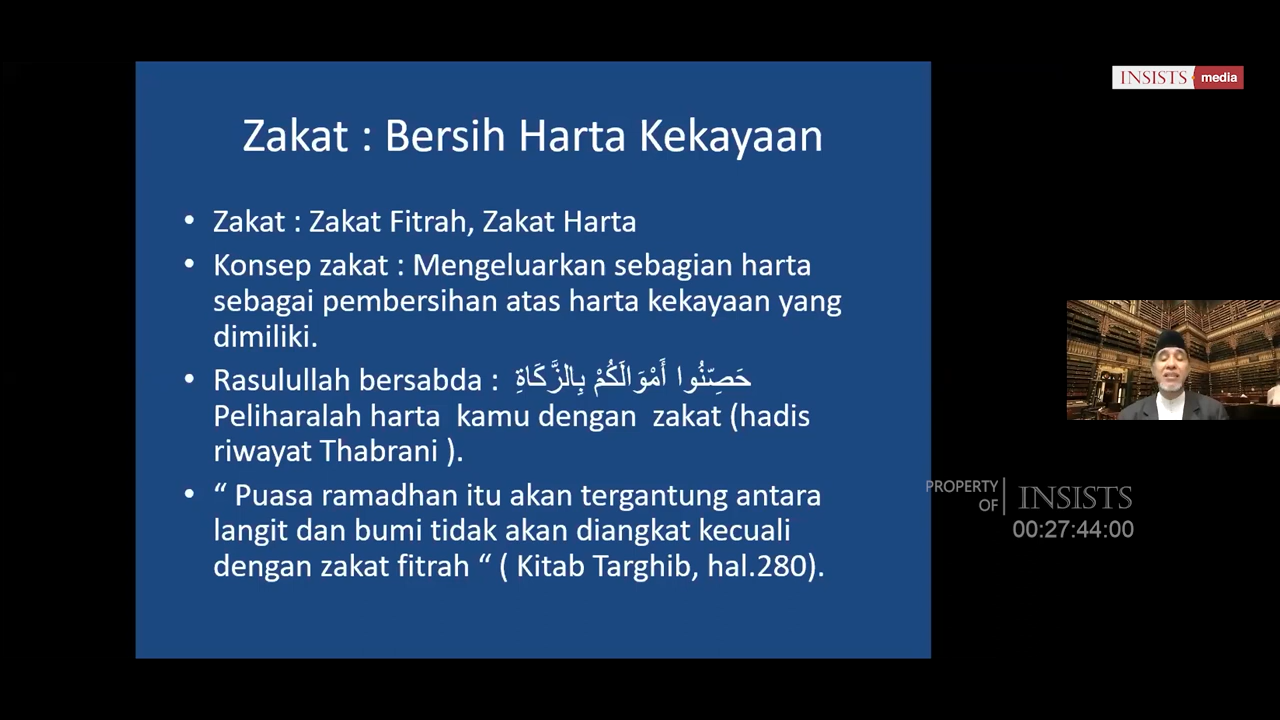 INSISTS media
Zakat : Bersih Harta Kekayaan
• Zakat : Zakat Fitrah, Zakat Harta
• Konsep zakat : Mengeluarkan sebagian harta
sebagai pembersihan atas harta kekayaan yang
dimiliki.
• Rasulullah bersabda : حَصِّنُوا أَمْوَالَكُمْ بِالزَّكَاةِ
Peliharalah harta kamu dengan zakat (hadis
riwayat Thabrani ).
• “ Puasa ramadhan itu akan tergantung antara
langit dan bumi tidak akan diangkat kecuali
dengan zakat fitrah “ ( Kitab Targhib, hal.280).
PROPERTY
OF
INSISTS
00:27:44:00